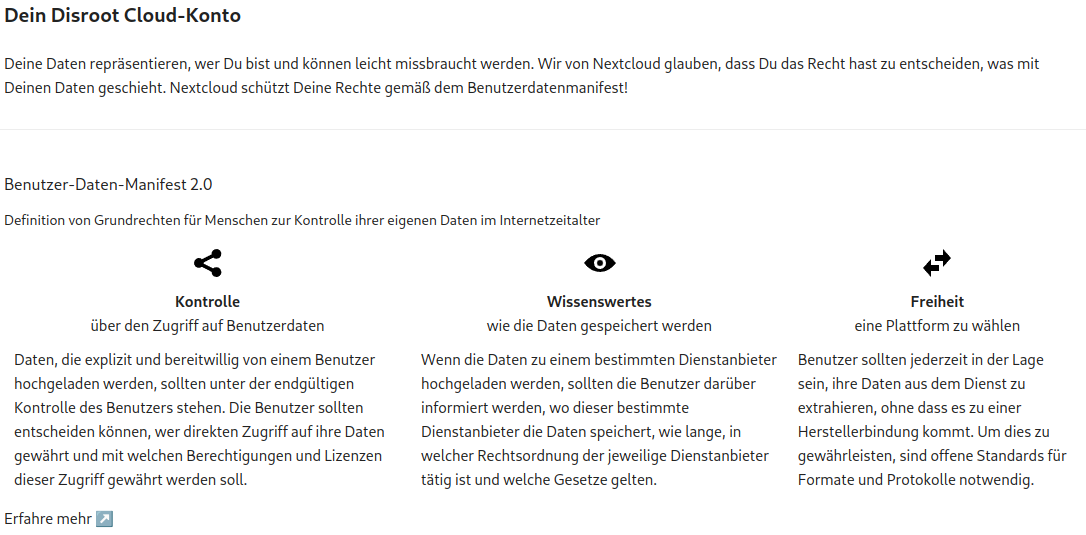 Dein Disroot Cloud-Konto
Deine Daten repräsentieren, wer Du bist und können leicht missbraucht werden. Wir von Nextcloud glauben, dass Du das Recht hast zu entscheiden, was mit
Deinen Daten geschieht. Nextcloud schützt Deine Rechte gemäß dem Benutzerdatenmanifest!
Benutzer-Daten-Manifest 2.0
Definition von Grundrechten für Menschen zur Kontrolle ihrer eigenen Daten im Internetzeitalter
Kontrolle
über den Zugriff auf Benutzerdaten
Daten, die explizit und bereitwillig von einem Benutzer
hochgeladen werden, sollten unter der endgültigen
Kontrolle des Benutzers stehen. Die Benutzer sollten
entscheiden können, wer direkten Zugriff auf ihre Daten
gewährt und mit welchen Berechtigungen und Lizenzen
dieser Zugriff gewährt werden soll.
Wissenswertes
wie die Daten gespeichert werden
Wenn die Daten zu einem bestimmten Dienstanbieter
hochgeladen werden, sollten die Benutzer darüber
informiert werden, wo dieser bestimmte
Dienstanbieter die Daten speichert, wie lange, in
welcher Rechtsordnung der jeweilige Dienstanbieter
tätig ist und welche Gesetze gelten.
Freiheit
eine Plattform zu wählen
Benutzer sollten jederzeit in der Lage
sein, ihre Daten aus dem Dienst zu
extrahieren, ohne dass es zu einer
Herstellerbindung kommt. Um dies zu
gewährleisten, sind offene Standards für
Formate und Protokolle notwendig.
Erfahre mehr ↗